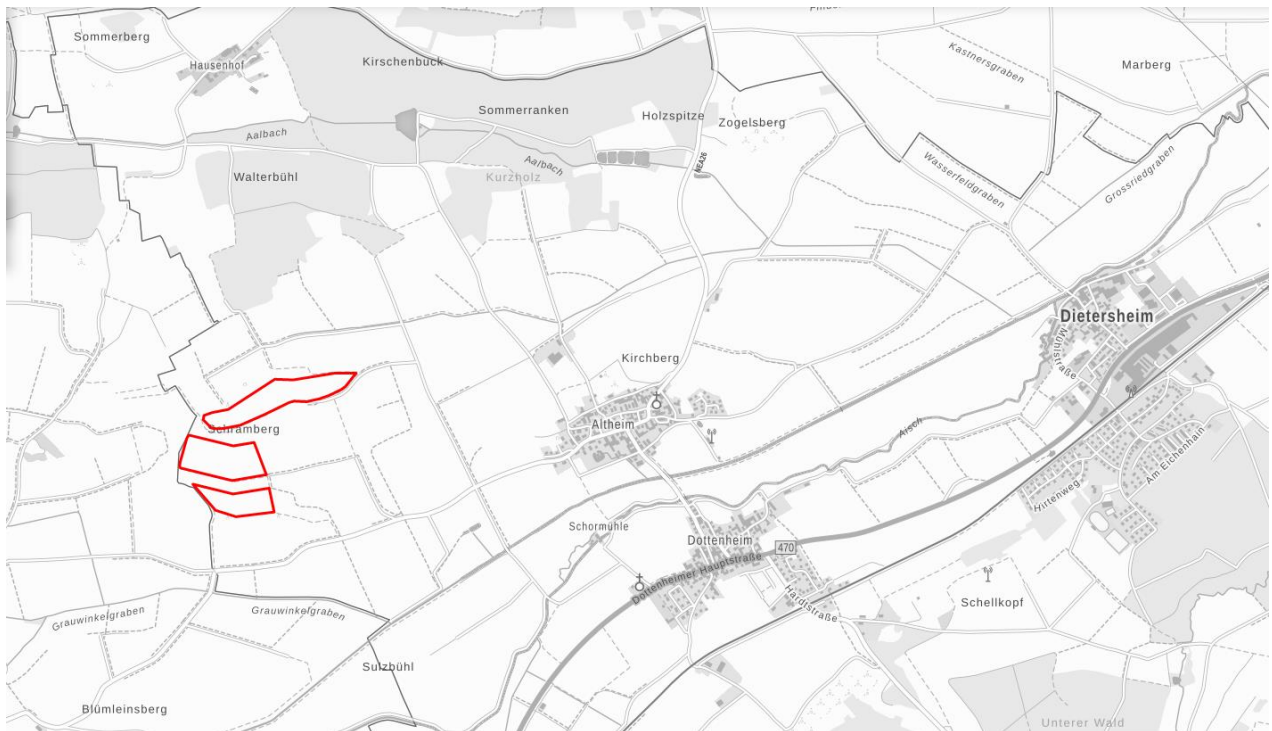 Sommerberg
Hausenhof
Kirschenbuck
Kastnersgraben
Marberg
Sommerranken
Holzspitze
Zogelsberg
Aalbach
Aalbach
NEA26
Walterbühl
Kurzholz
Wasserfeldgraben
Grossriedgraben
Dietersheim
Mühlstraße
Kirchberg
Altheim
Schramberg
Aisch
Am Eichenhain
Hirtenweg
Schormühle
Dottenheim
470
Dottenheimer Hauptstraße
Hardtstraße
Schellkopf
Grauwinkelgraben
Grauwinkelgraben
Sulzbühl
Blümleinsberg
Unterer Wald